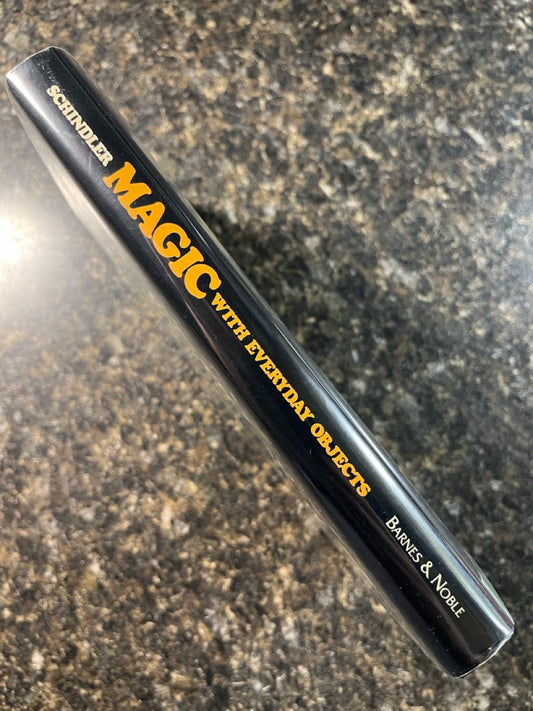 SCHINDLER
MAGIC WITH EVERYDAY OBJECTS
BARNES & NOBLE